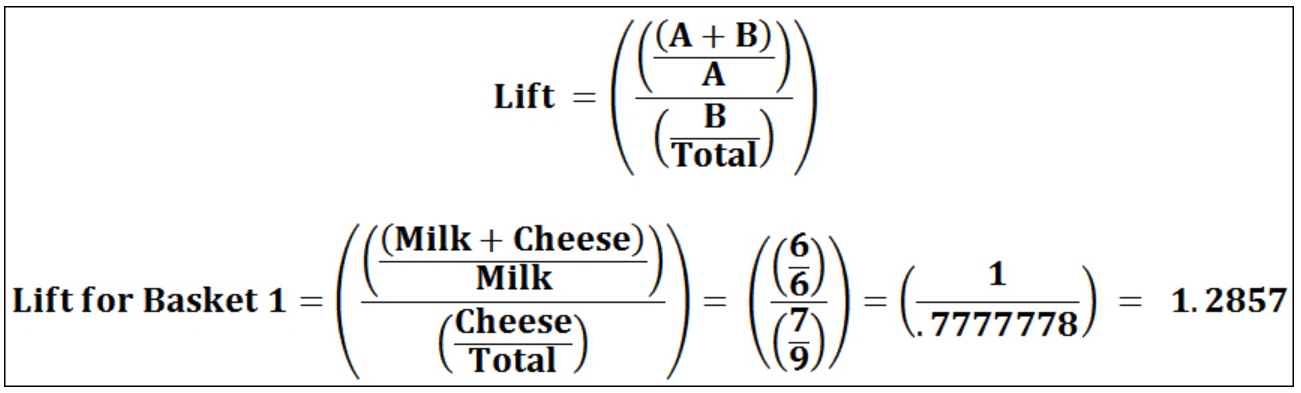 Lift = (((A + B) / A) / (B / Total))
Lift for Basket 1 = (((Milk + Cheese) / Milk) / (Cheese / Total)) = ((6 / 6) / (7 / 9)) = (1 / .7777778) = 1.2857